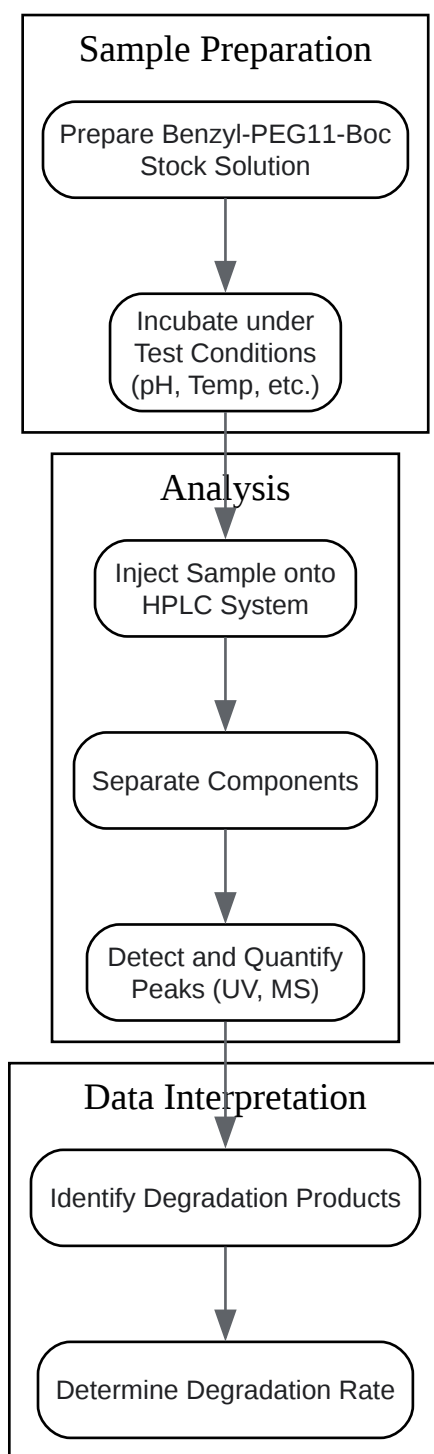 Sample Preparation
Prepare Benzyl-PEG11-Boc
Stock Solution
Incubate under
Test Conditions
(pH, Temp, etc.)
Analysis
Inject Sample onto
HPLC System
Separate Components
Detect and Quantify
Peaks (UV, MS)
Data Interpretation
Identify Degradation Products
Determine Degradation Rate